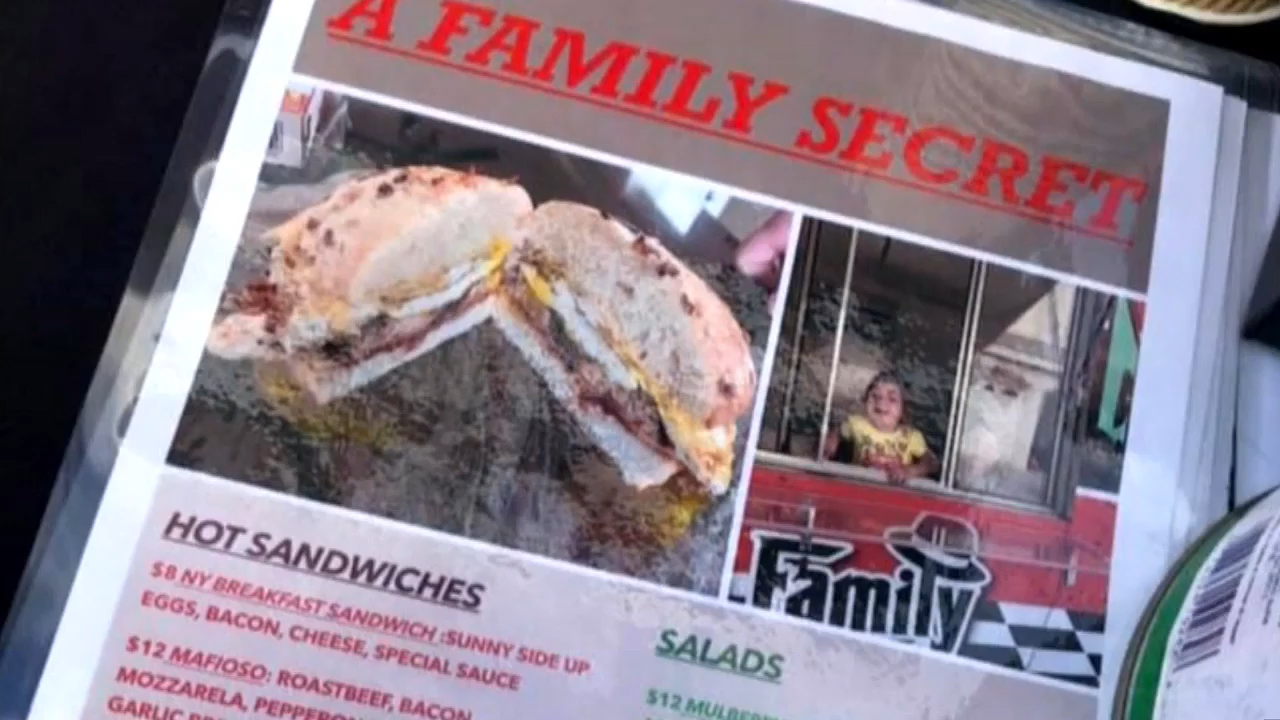 A FAMILY SECRET
Family
HOT SANDWICHES
$8 NY BREAKFAST SANDWICH :SUNNY SIDE UP
EGGS, BACON, CHEESE, SPECIAL SAUCE
$12 MAFIOSO: ROASTBEEF, BACON
MOZZARELA,
GARLIC
SALADS
$12